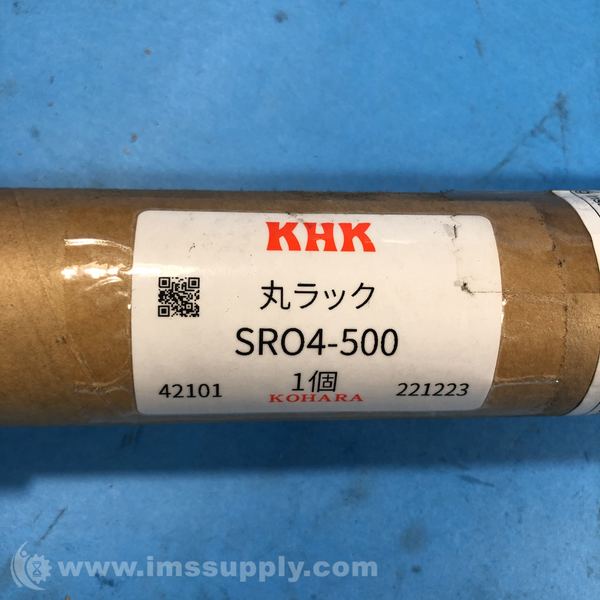 KHK
丸ラック
SRO4-500
1個
42101
KOHARA
221223
www.imssupply.com